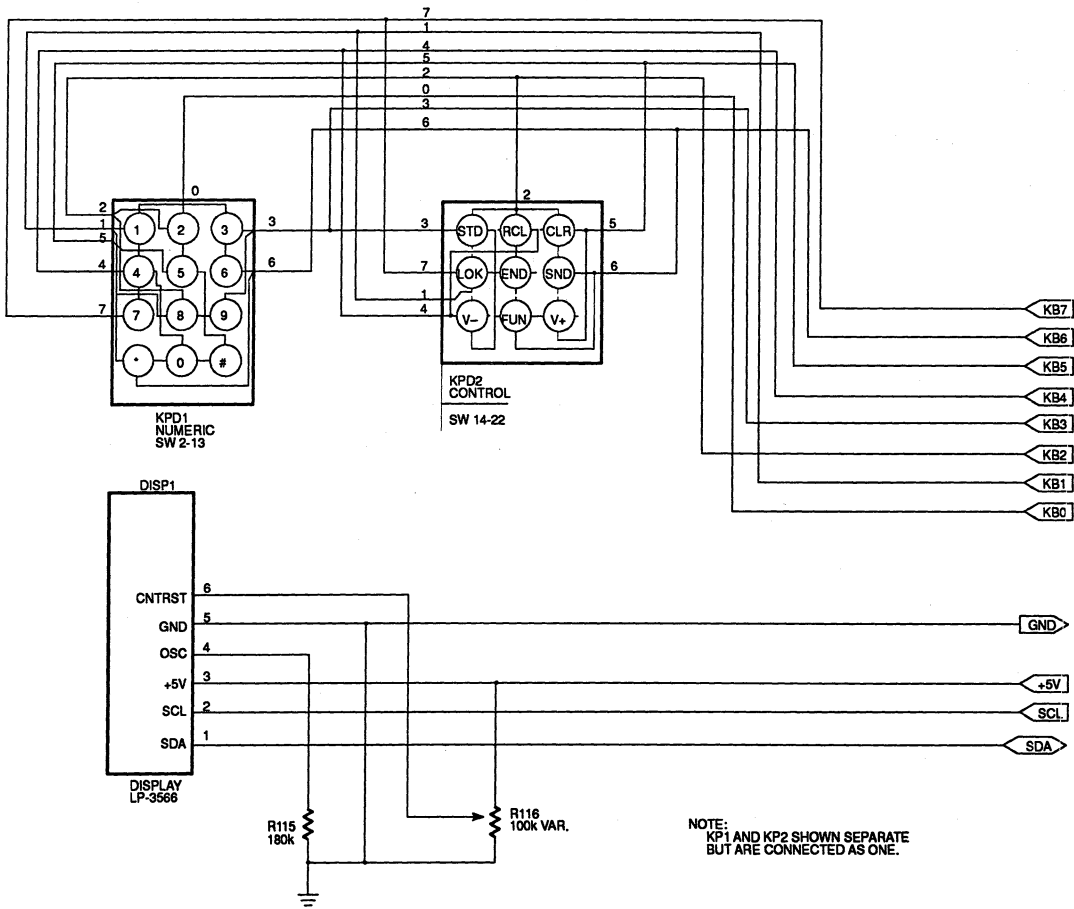 7
1
4
5
2
0
3
6
0
2
1
5
4
7
3
6
1 2 3
4 5 6
7 8 9
* 0 #
KPD1
NUMERIC
SW 2-13
2
3
7
1
4
5
6
STD RCL CLR
LOK END SND
V- FUN V+
KPD2
CONTROL
SW 14-22
KB7
KB6
KB5
KB4
KB3
KB2
KB1
KB0
DISP1
CNTRST 6
GND 5
OSC 4
+5V 3
SCL 2
SDA 1
GND
+5V
SCL
SDA
DISPLAY
LP-3566
R115
180k
R116
100k VAR.
NOTE:
KP1 AND KP2 SHOWN SEPARATE
BUT ARE CONNECTED AS ONE.